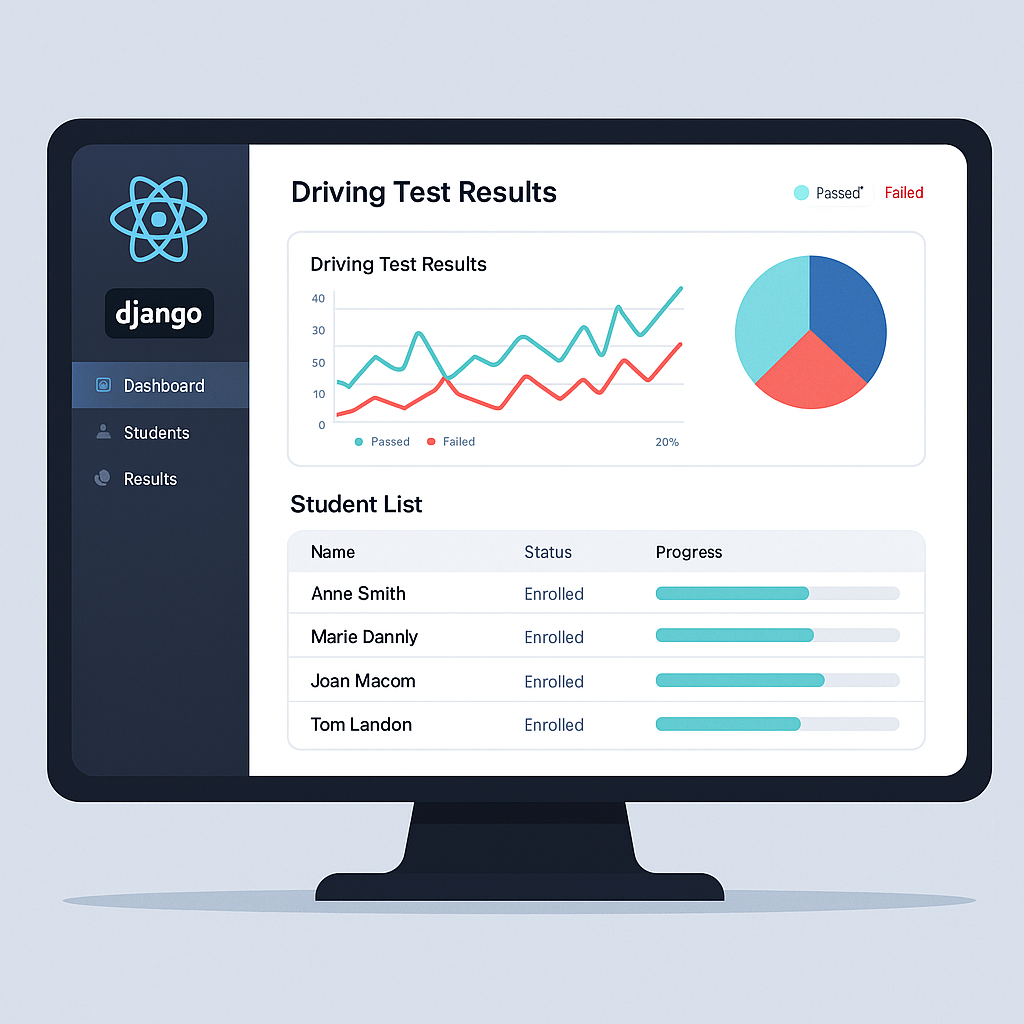 django
Dashboard
Students
Results
Driving Test Results
Passed* Failed
Driving Test Results
40
30
50
10
0
Passed Failed 20%
Student List
Name Status Progress
Anne Smith Enrolled
Marie Dannly Enrolled
Joan Macom Enrolled
Tom Landon Enrolled